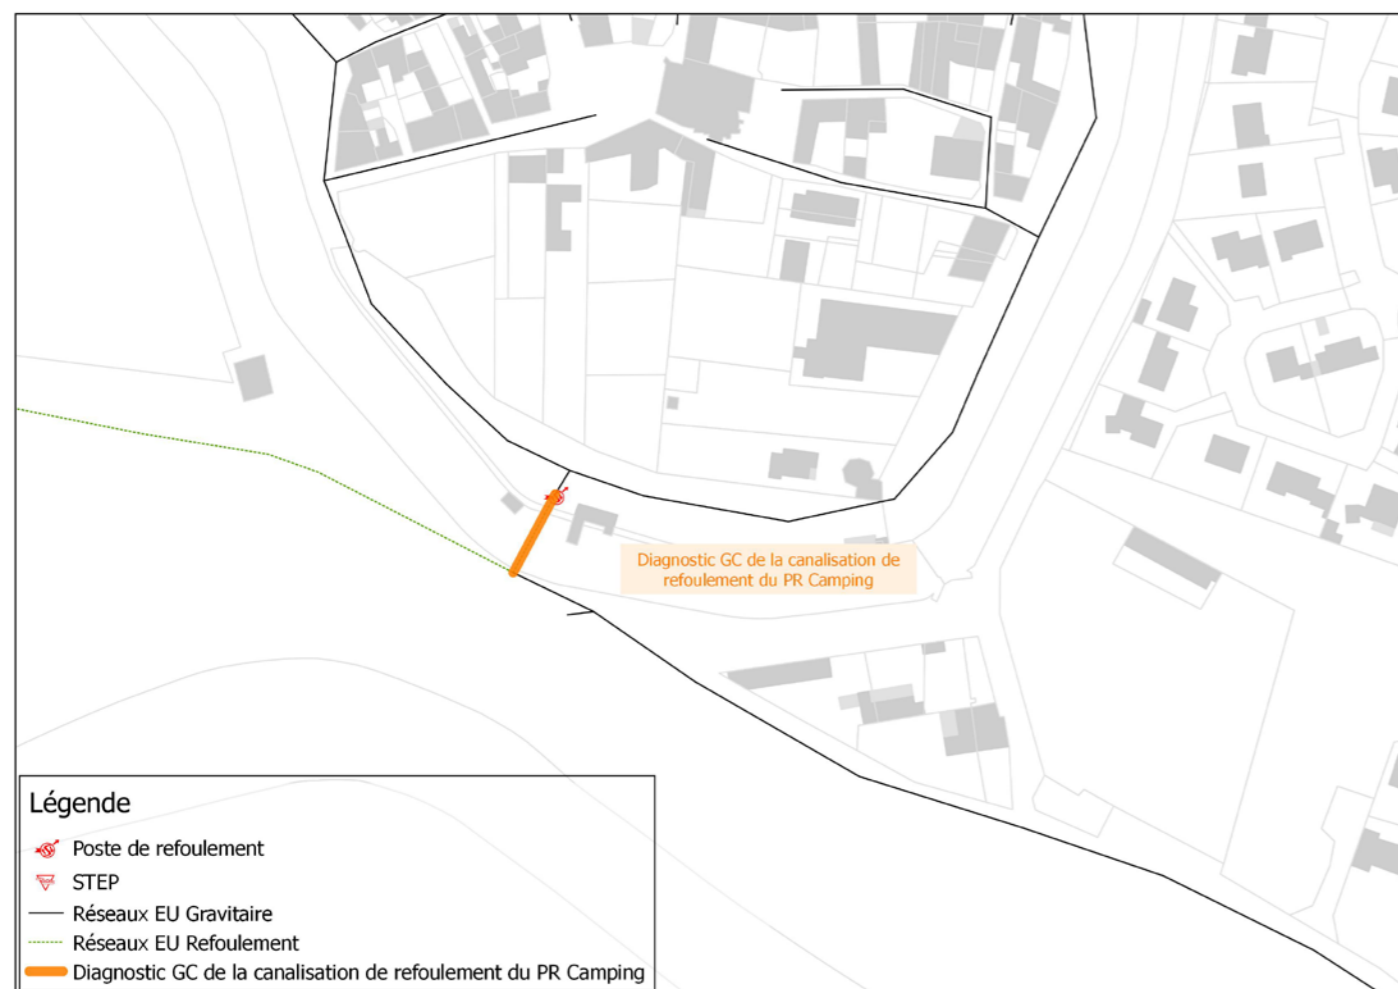 Diagnostic GC de la canalisation de
refoulement du PR Camping
Légende
Poste de refoulement
STEP
Réseaux EU Gravitaire
Réseaux EU Refoulement
Diagnostic GC de la canalisation de refoulement du PR Camping